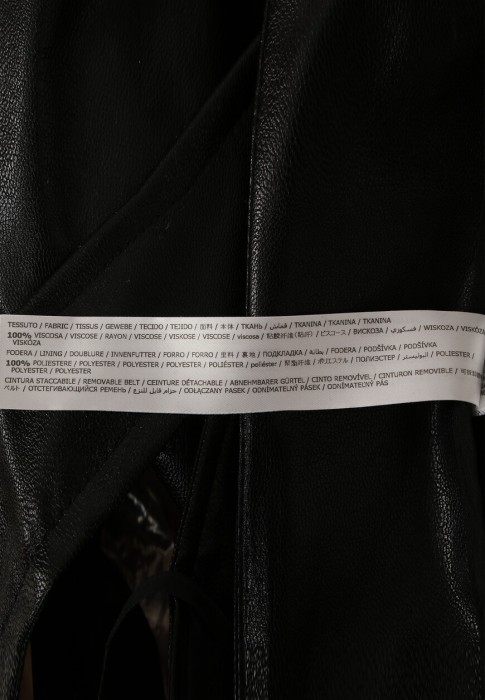 TESSUTO / FABRIC / TISSUS / GEWEBE / TECIDO / TEJIDO / 面料 / 本体 / ТКАНЬ / قماش / TKANINA / TKANINA / TKANINA
100% VISCOSA / VISCOSE / RAYON / VISCOSE / VISKOSE / VISCOSE / viscosa / 粘胶纤维(粘纤) / ビスコース / ВИСКОЗА / فسكوزي / WISKOZA / VISKÓZA
VISKÓZA
FODERA / LINING / DOUBLURE / INNENFUTTER / FORRO / FORRO / 里料 / 裏地 / ПОДКЛАДКА / بطانة / FODERA / PODŠÍVKA / PODŠÍVKA
100% POLIESTERE / POLYESTER / POLYESTER / POLYESTER / POLIÉSTER / poliéster / 聚酯纤维 / ポリエステル / ПОЛИЭСТЕР / البوليستر / POLIESTER /
POLYESTER / POLYESTER
CINTURA STACCABILE / REMOVABLE BELT / CEINTURE DÉTACHABLE / ABNEHMBARER GÜRTEL / CINTO REMOVÍVEL / CINTURON REMOVIBLE /
ベルト / ОТСТЕГИВАЮЩИЙСЯ РЕМЕНЬ / حزام قابل للنزع / ODŁĄCZANY PASEK / ODNÍMATELNÝ PÁSEK / ODNÍMATEĽNÝ PÁS